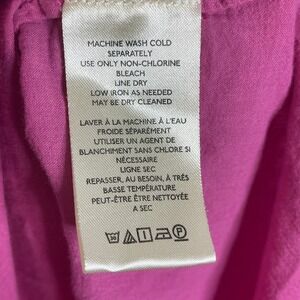 MACHINE WASH COLD
SEPARATELY
USE ONLY NON-CHLORINE
BLEACH
LINE DRY
LOW IRON AS NEEDED
MAY BE DRY CLEANED
LAVER À LA MACHINE À L'EAU
FROIDE SÉPARÉMENT
UTILISER UN AGENT DE
BLANCHIMENT SANS CHLORE SI
NÉCESSAIRE
LIGNE SEC
REPASSER, AU BESOIN, À TRÈS
BASSE TEMPÉRATURE
PEUT-ÊTRE ÊTRE NETTOYÉE
A SEC
30
P